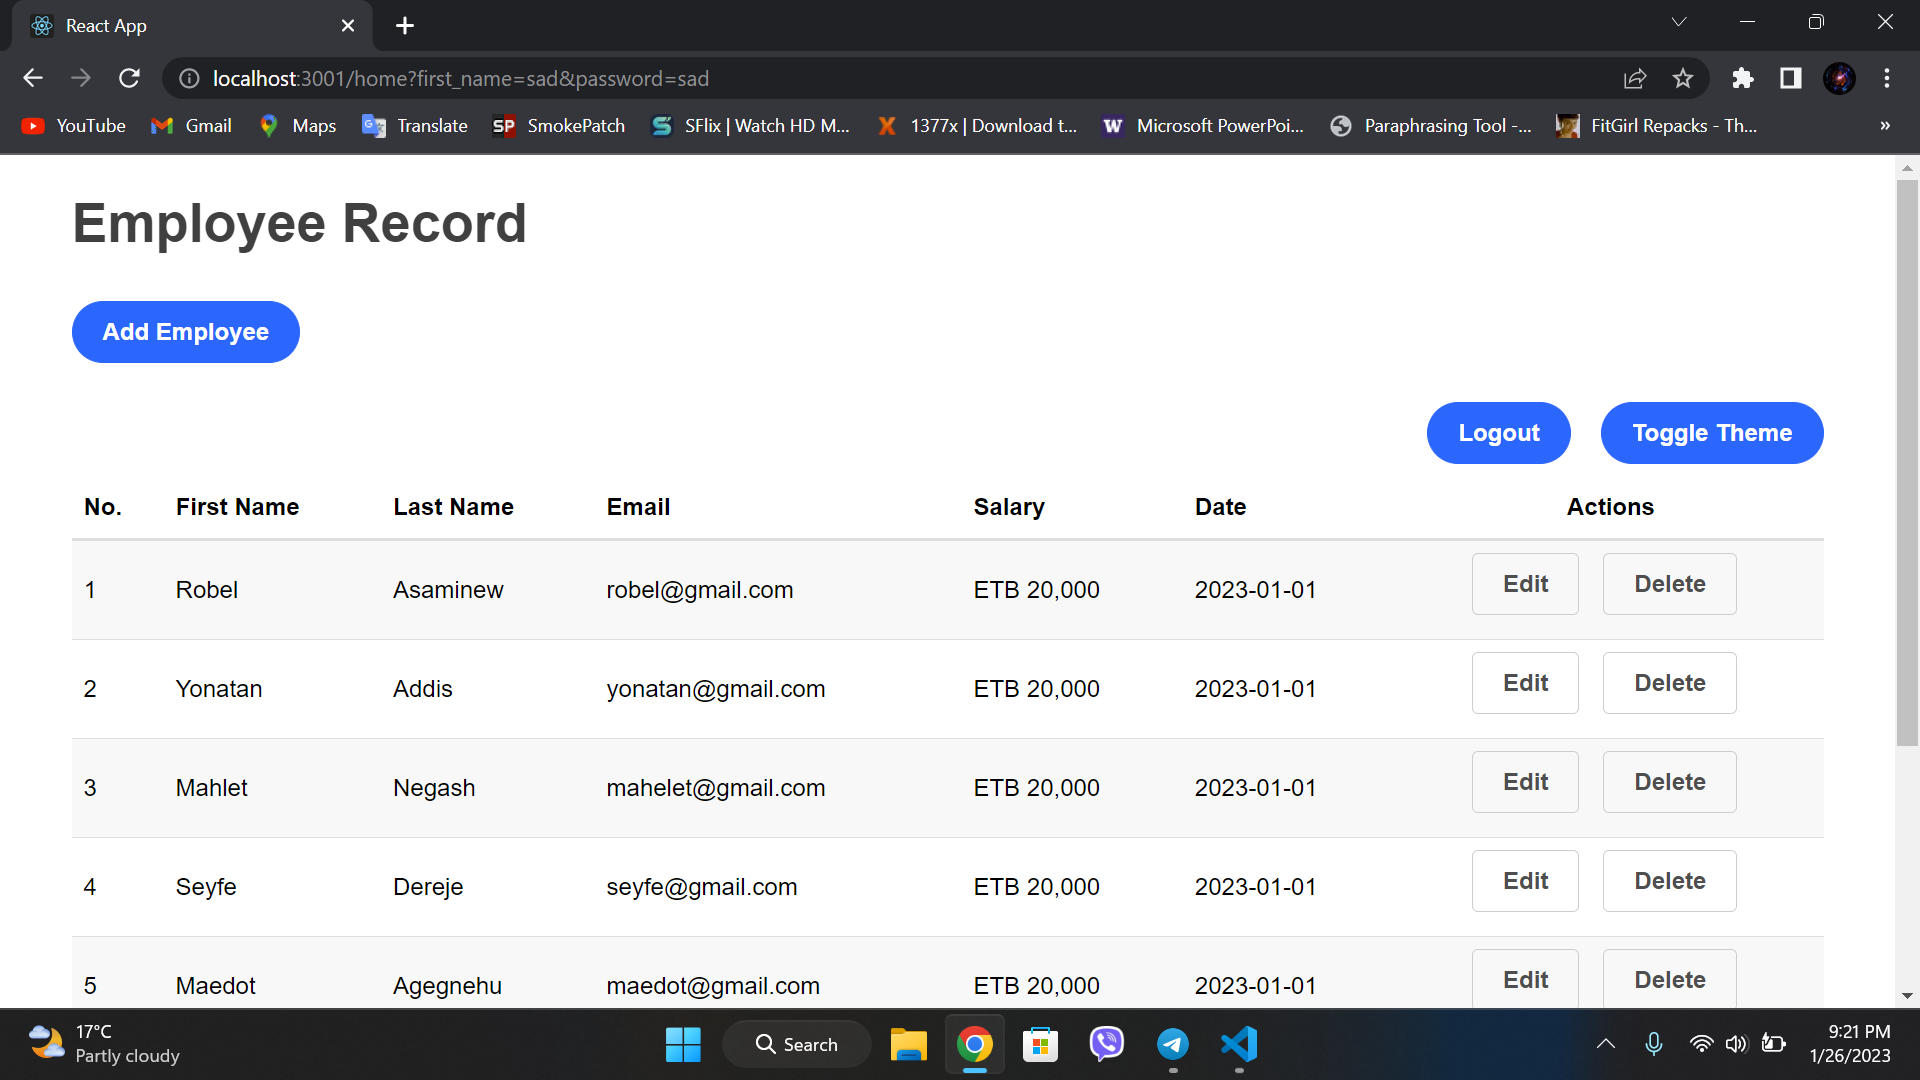 React App
localhost:3001/home?first_name=sad&password=sad
YouTube Gmail Maps Translate SmokePatch SFlix | Watch HD M... 1377x | Download t... Microsoft PowerPoi... Paraphrasing Tool -... FitGirl Repacks - Th... »
Employee Record
Add Employee
Logout Toggle Theme
No. First Name Last Name Email Salary Date Actions
1 Robel Asaminew robel@gmail.com ETB 20,000 2023-01-01 Edit Delete
2 Yonatan Addis yonatan@gmail.com ETB 20,000 2023-01-01 Edit Delete
3 Mahlet Negash mahelet@gmail.com ETB 20,000 2023-01-01 Edit Delete
4 Seyfe Dereje seyfe@gmail.com ETB 20,000 2023-01-01 Edit Delete
5 Maedot Agegnehu maedot@gmail.com ETB 20,000 2023-01-01 Edit Delete
17°C
Partly cloudy
Search
9:21 PM
1/26/2023